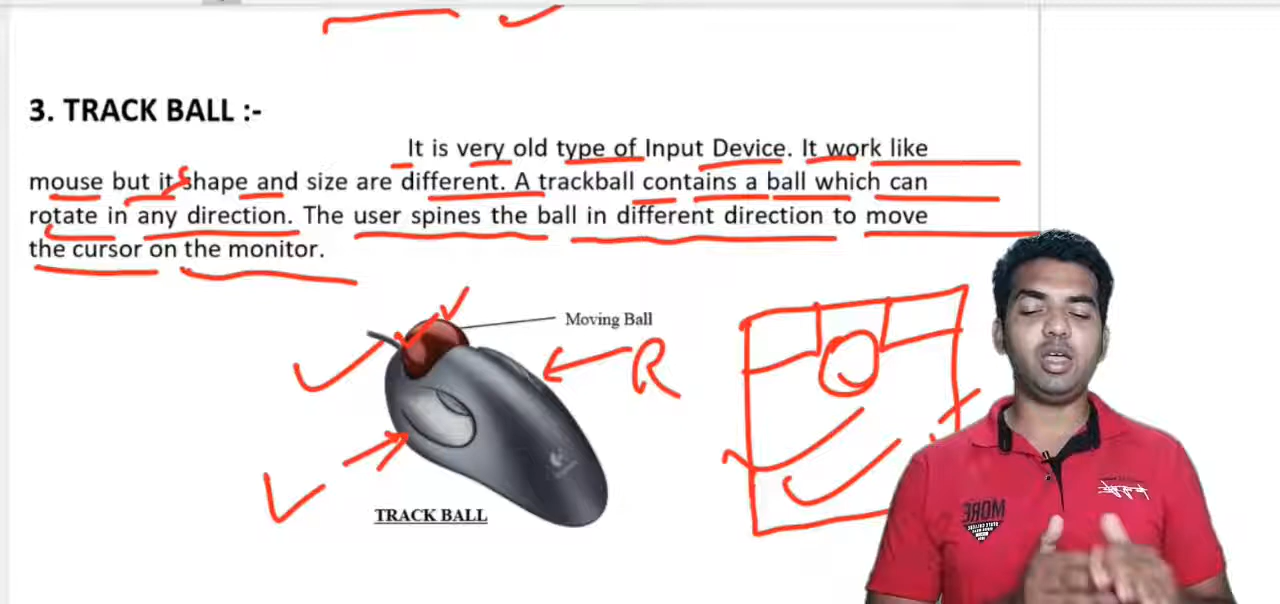 3. TRACK BALL :-
It is very old type of Input Device. It work like
mouse but it shape and size are different. A trackball contains a ball which can
rotate in any direction. The user spines the ball in different direction to move
the cursor on the monitor.
Moving Ball
R
TRACK BALL
MORE